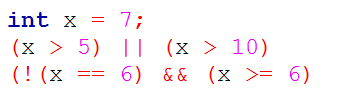 int x = 7;
(x > 5) || (x > 10)
(!(x == 6) && (x >= 6)